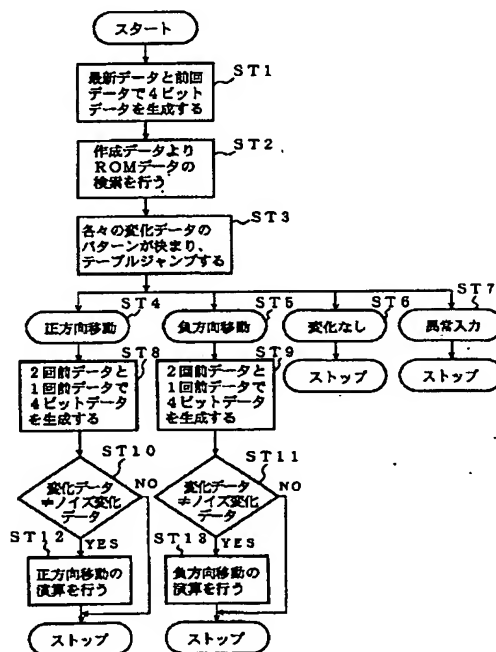 スタート
ST1
最新データと前回
データで4ビット
データを生成する
ST2
作成データより
ROMデータの
検索を行う
ST3
各々の変化データの
パターンが決まり、
テーブルジャンプする
ST4
ST5
ST6
ST7
正方向移動
負方向移動
変化なし
異常入力
ST8
ST9
2回前データと
1回前データで
4ビットデータ
を生成する
2回前データと
1回前データで
4ビットデータ
を生成する
ストップ
ストップ
ST10
ST11
変化データ
≠ノイズ変化
データ
NO
変化データ
≠ノイズ変化
データ
NO
ST12
YES
ST13
YES
正方向移動の
演算を行う
負方向移動の
演算を行う
ストップ
ストップ